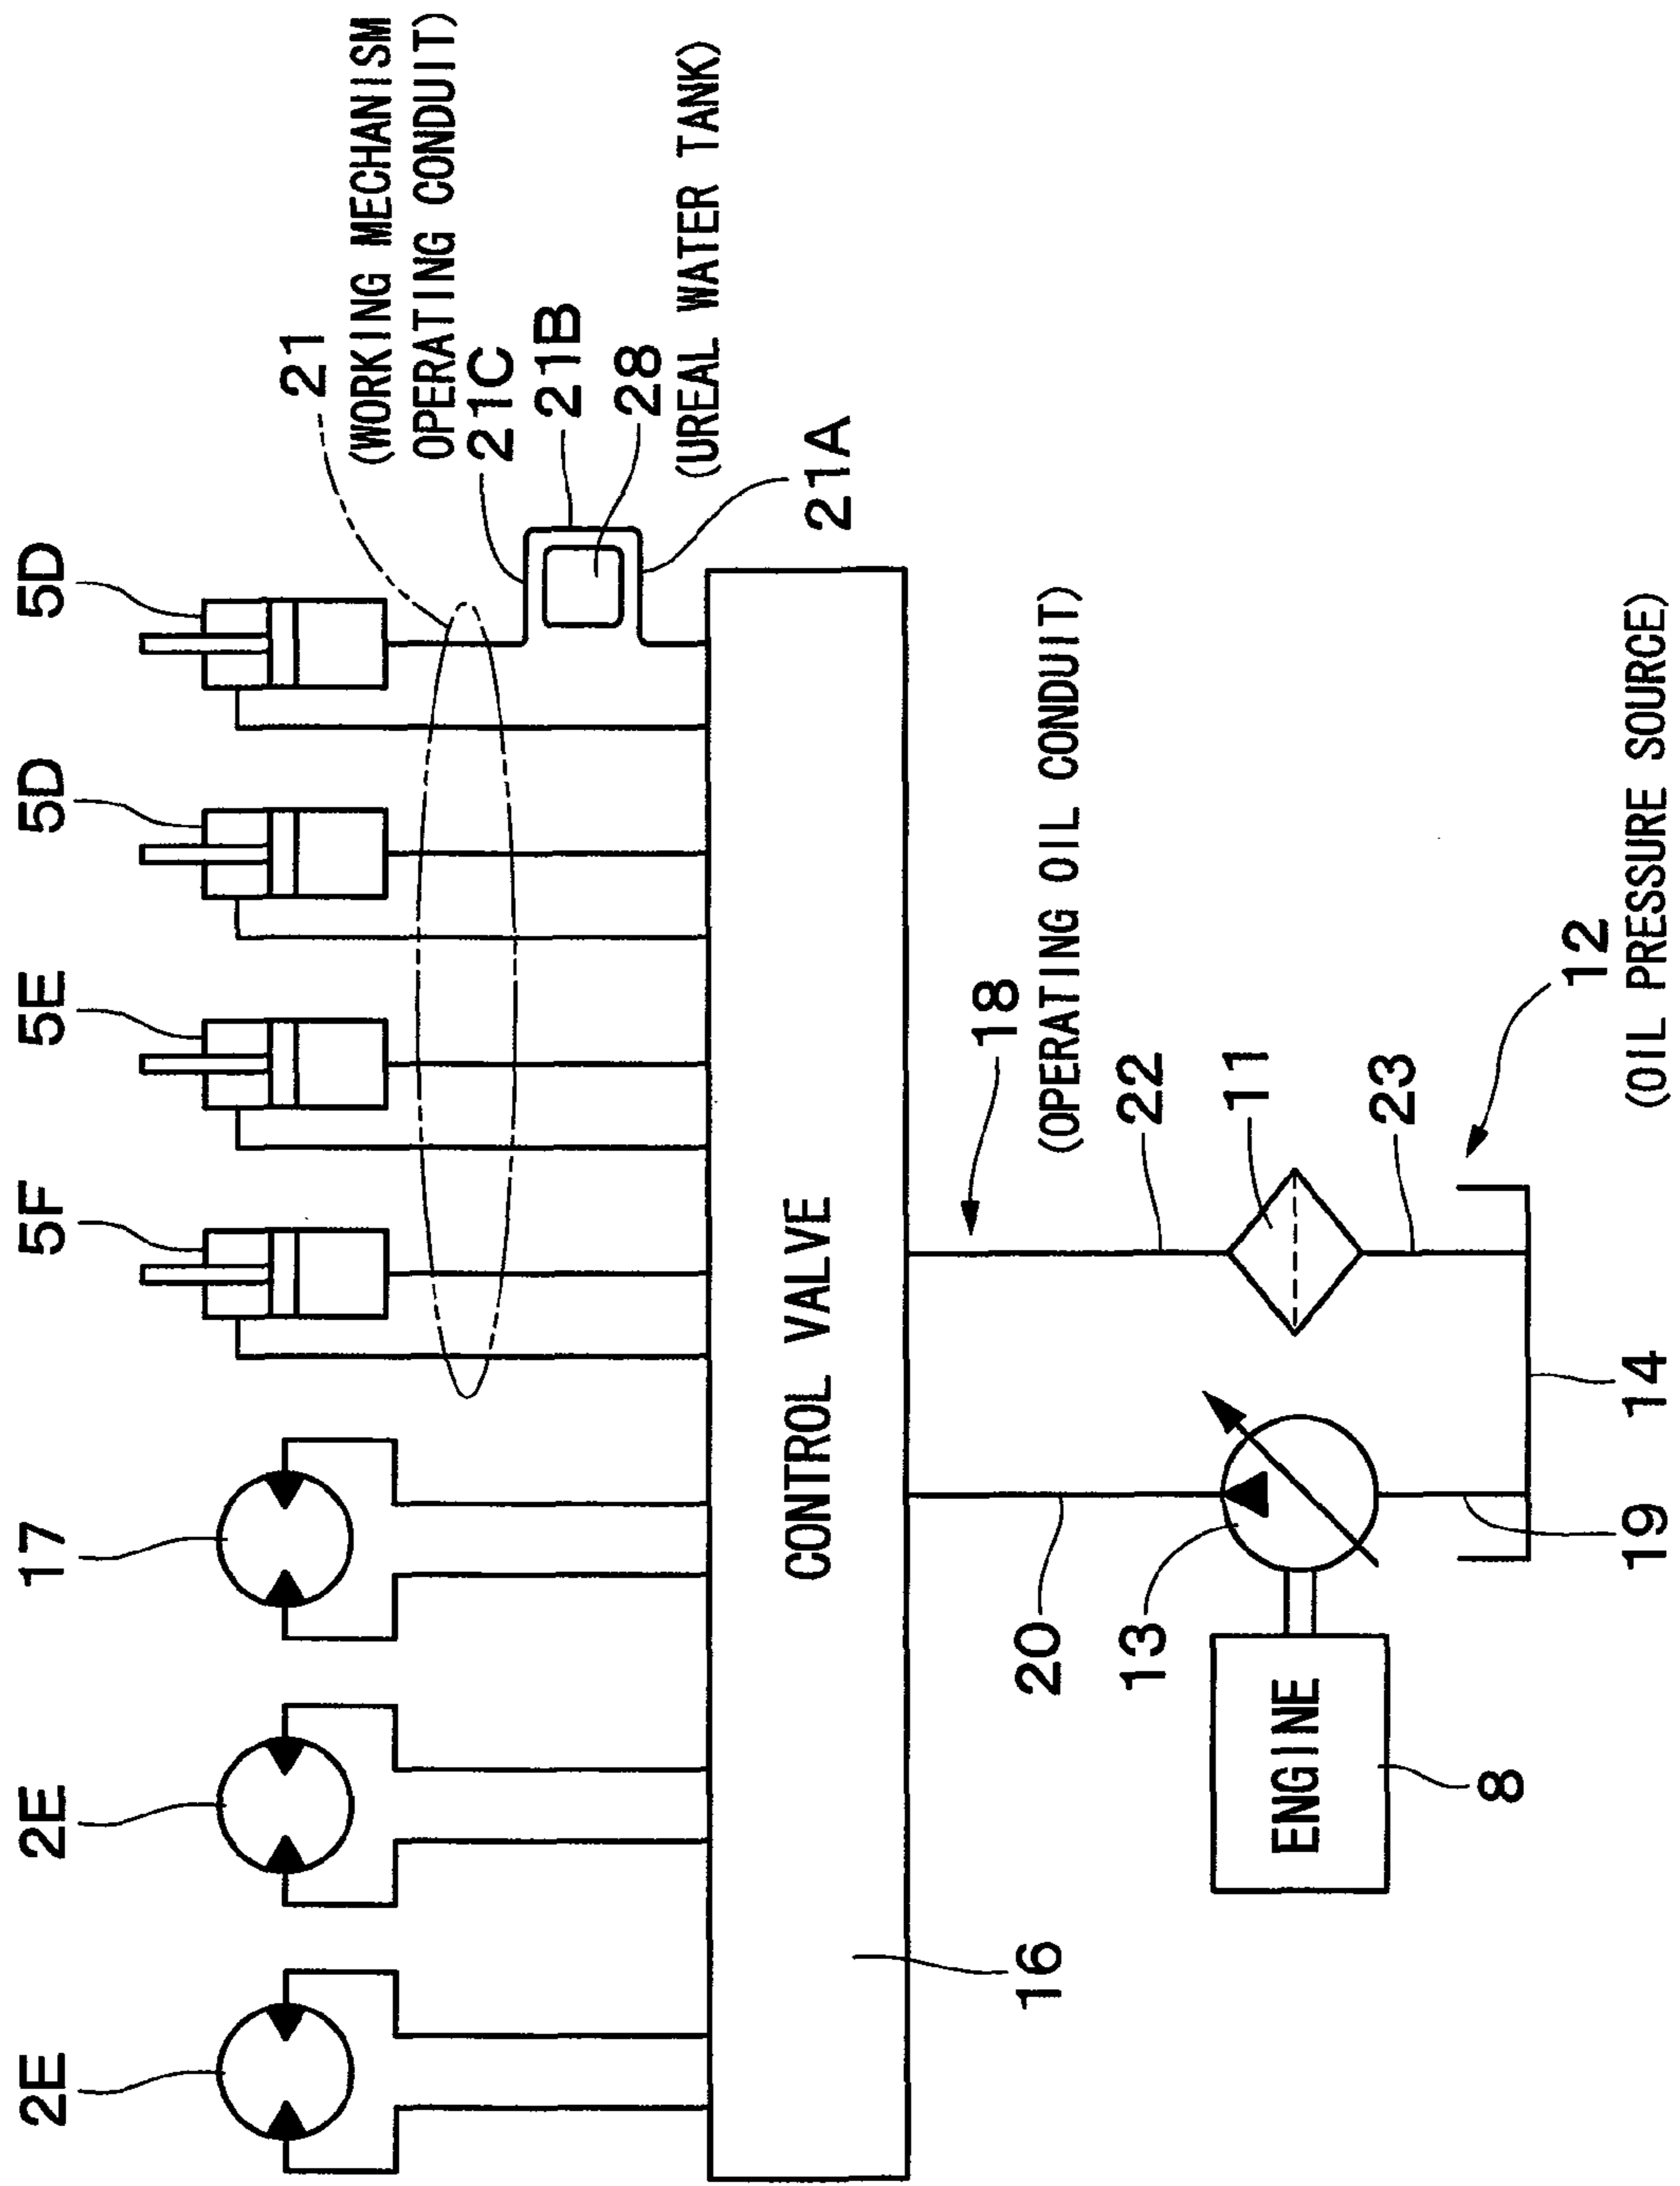 2E
2E
17
5F
5E
5D
5D
21
(WORKING MECHANISM
OPERATING CONDUIT)
21C
21B
28
(UREAL WATER TANK)
21A
CONTROL VALVE
16
18
(OPERATING OIL CONDUIT)
20
22
13
11
ENGINE
23
8
12
(OIL PRESSURE SOURCE)
19
14